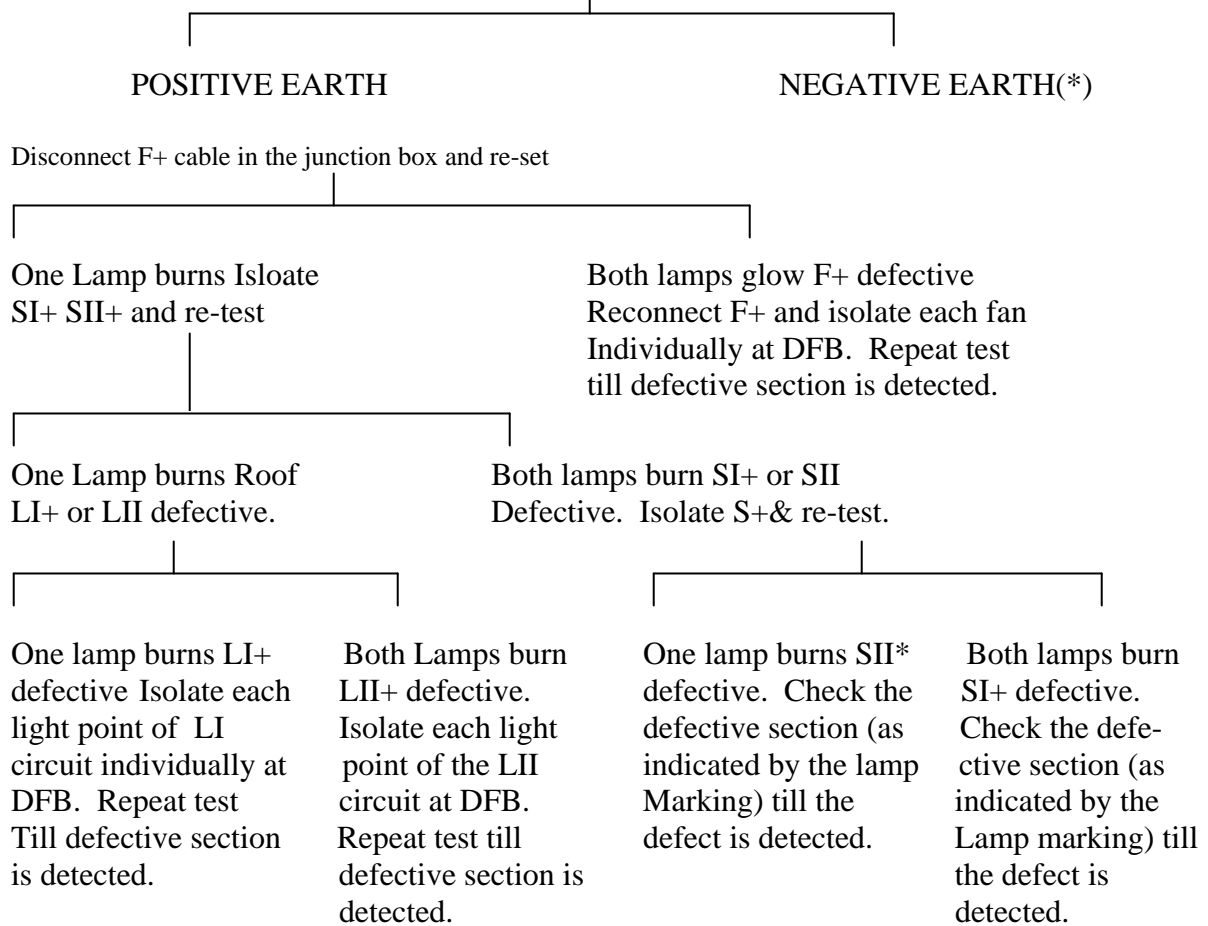 POSITIVE EARTH
NEGATIVE EARTH(*)
Disconnect F+ cable in the junction box and re-set
One Lamp burns Isloate
SI+ SII+ and re-test
Both lamps glow F+ defective
Reconnect F+ and isolate each fan
Individually at DFB. Repeat test
till defective section is detected.
One Lamp burns Roof
LI+ or LII defective.
Both lamps burn SI+ or SII
Defective. Isolate S+& re-test.
One lamp burns LI+
defective Isolate each
light point of LI
circuit individually at
DFB. Repeat test
Till defective section
is detected.
Both Lamps burn
LII+ defective.
Isolate each light
point of the LII
circuit at DFB.
Repeat test till
defective section is
detected.
One lamp burns SII*
defective. Check the
defective section (as
indicated by the lamp
Marking) till the
defect is detected.
Both lamps burn
SI+ defective.
Check the defe-
ctive section (as
indicated by the
Lamp marking) till
the defect is
detected.